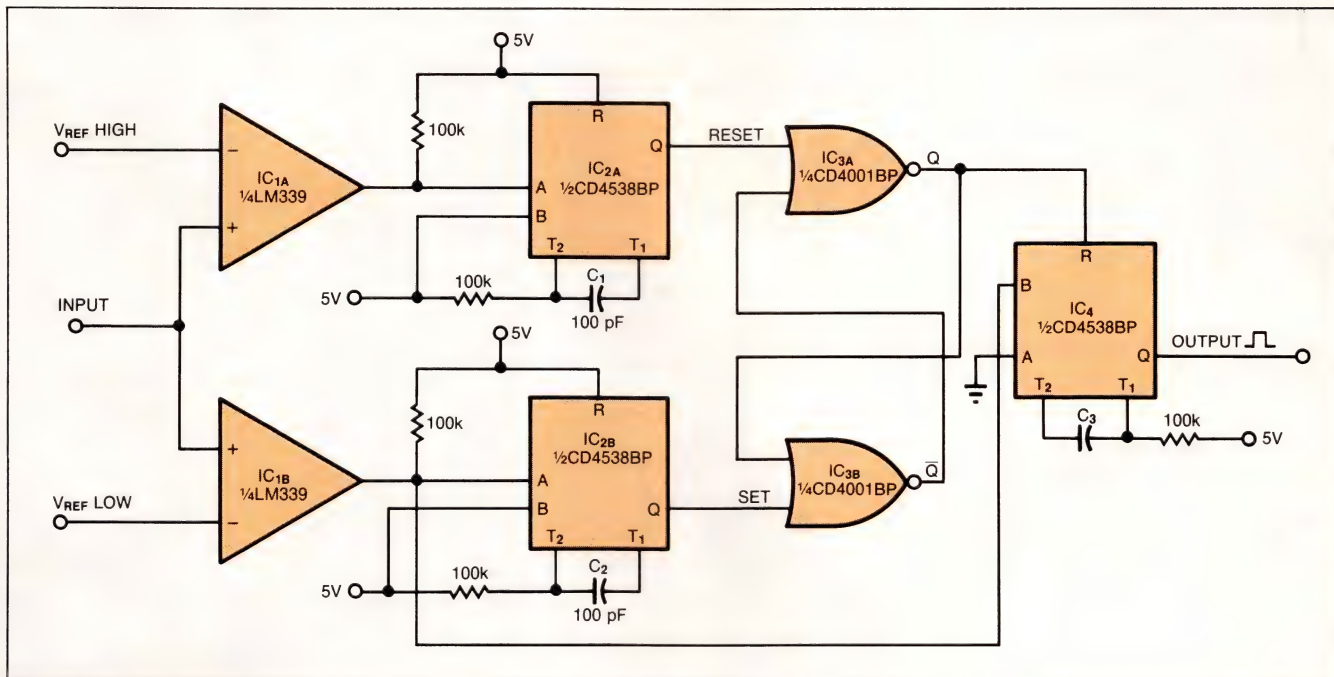 5V
100k
VREF HIGH
−
+
IC1A
¼LM339
R
Q
IC2A
½CD4538BP
A
B
T2
T1
5V
100k
C1
100 pF
RESET
IC3A
¼CD4001BP
Q
INPUT
5V
100k
VREF LOW
+
−
IC1B
¼LM339
R
IC2B
½CD4538BP
A
B
Q
T2
T1
5V
100k
C2
100 pF
SET
IC3B
¼CD4001BP
Q̅
R
B
IC4
½CD4538BP
A
Q
T2
T1
OUTPUT
C3
100k
5V